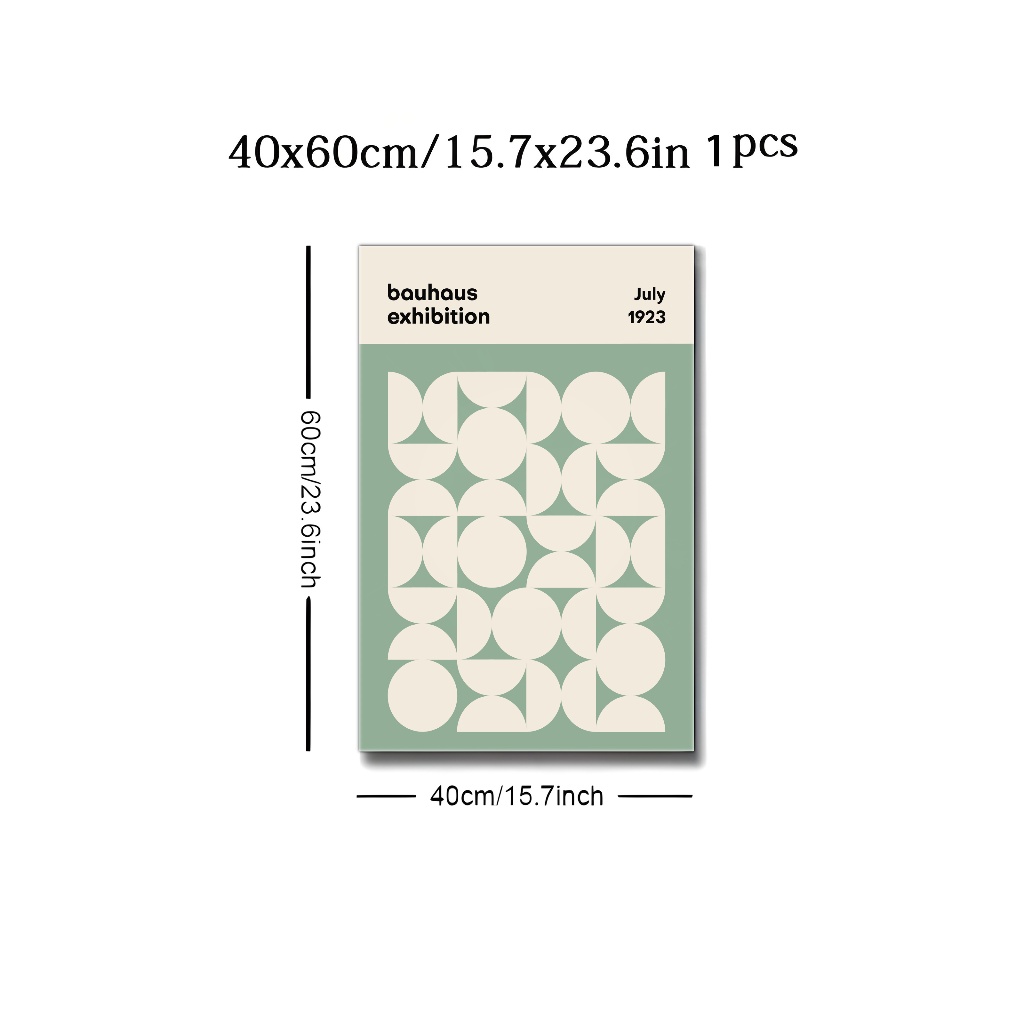 40x60cm/15.7x23.6in 1pcs
bauhaus
exhibition
July
1923
60cm/23.6inch
40cm/15.7inch